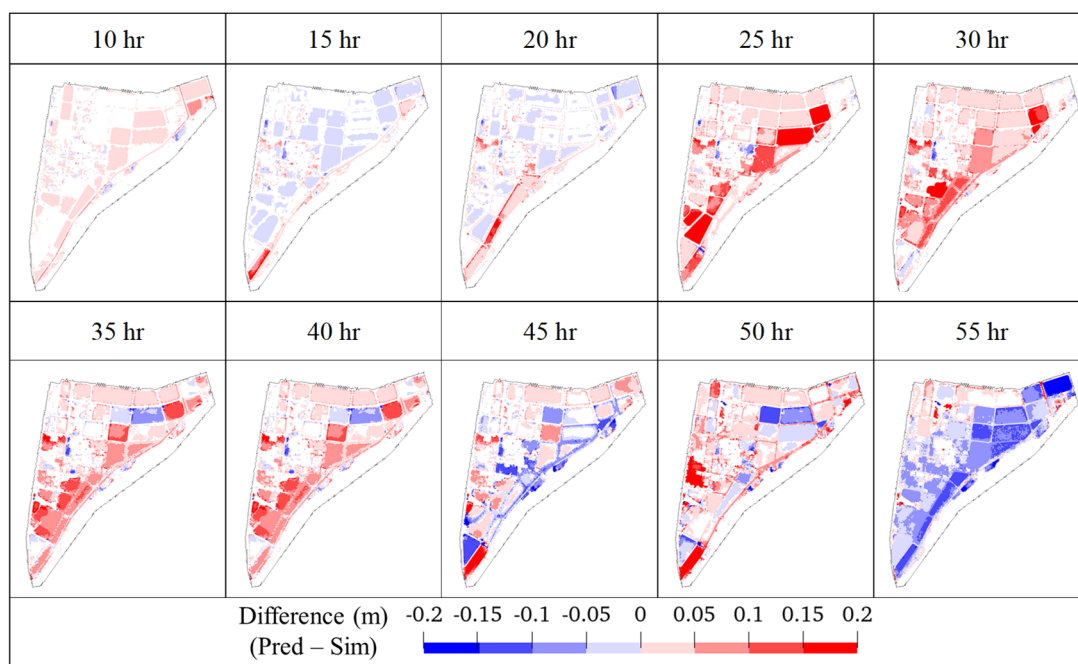 10 hr 15 hr 20 hr 25 hr 30 hr
35 hr 40 hr 45 hr 50 hr 55 hr
Difference (m) -0.2 -0.15 -0.1 -0.05 0 0.05 0.1 0.15 0.2
(Pred – Sim)